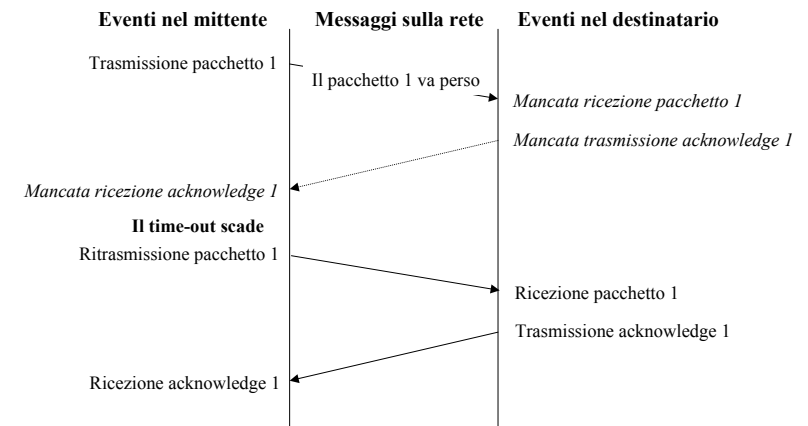 Eventi nel mittente Messaggi sulla rete Eventi nel destinatario
Trasmissione pacchetto 1
Il pacchetto 1 va perso
Mancata ricezione pacchetto 1
Mancata trasmissione acknowledge 1
Mancata ricezione acknowledge 1
Il time-out scade
Ritrasmissione pacchetto 1
Ricezione pacchetto 1
Trasmissione acknowledge 1
Ricezione acknowledge 1